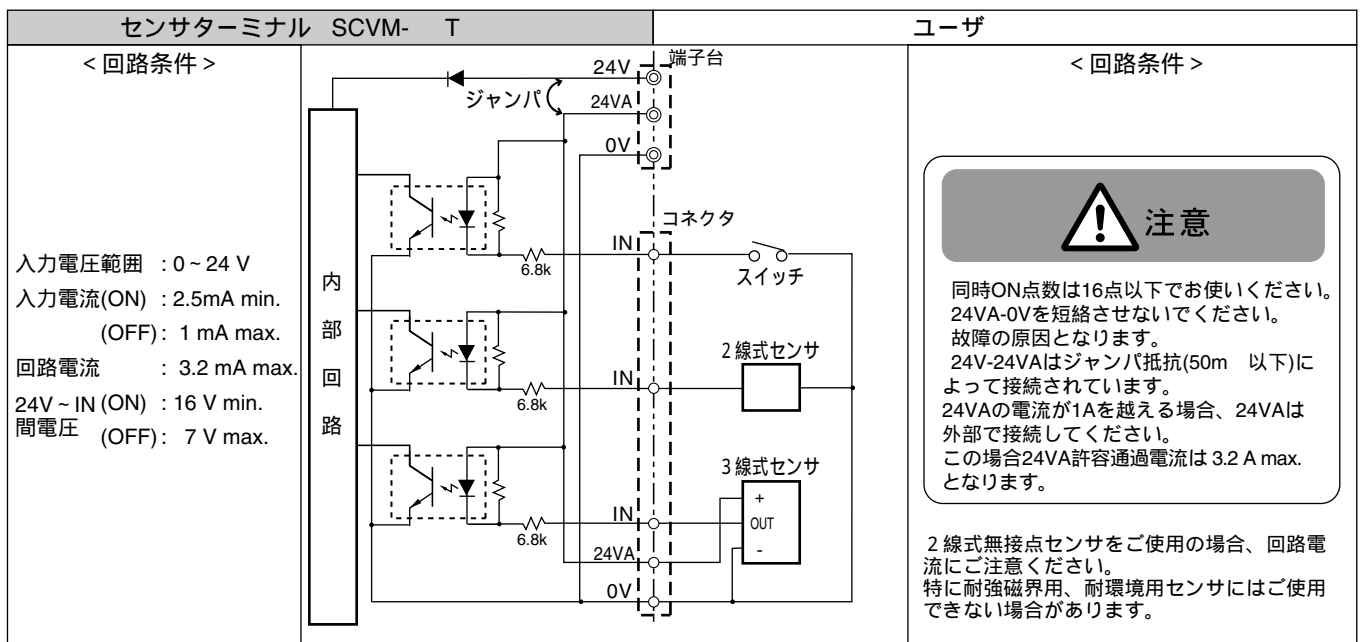 センサターミナル SCVM- T
ユーザ
<回路条件>
入力電圧範囲 : 0~24 V
入力電流(ON) : 2.5mA min.
(OFF) : 1 mA max.
回路電流 : 3.2 mA max.
24V~IN (ON) : 16 V min.
間電圧 (OFF) : 7 V max.
端子台
24V
ジャンパ
24VA
0V
内部回路
コネクタ
IN
6.8k
スイッチ
2線式センサ
IN
6.8k
3線式センサ
+
IN
OUT
6.8k
-
24VA
0V
<回路条件>
注意
同時ON点数は16点以下でお使いください。
24VA-0Vを短絡させないでください。
故障の原因となります。
24V-24VAはジャンパ抵抗(50m 以下)に
よって接続されています。
24VAの電流が1Aを越える場合、24VAは
外部で接続してください。
この場合24VA許容通過電流は 3.2 A max.
となります。
2線式無接点センサをご使用の場合、回路電
流にご注意ください。
特に耐強磁界用、耐環境用センサにはご使用
できない場合があります。